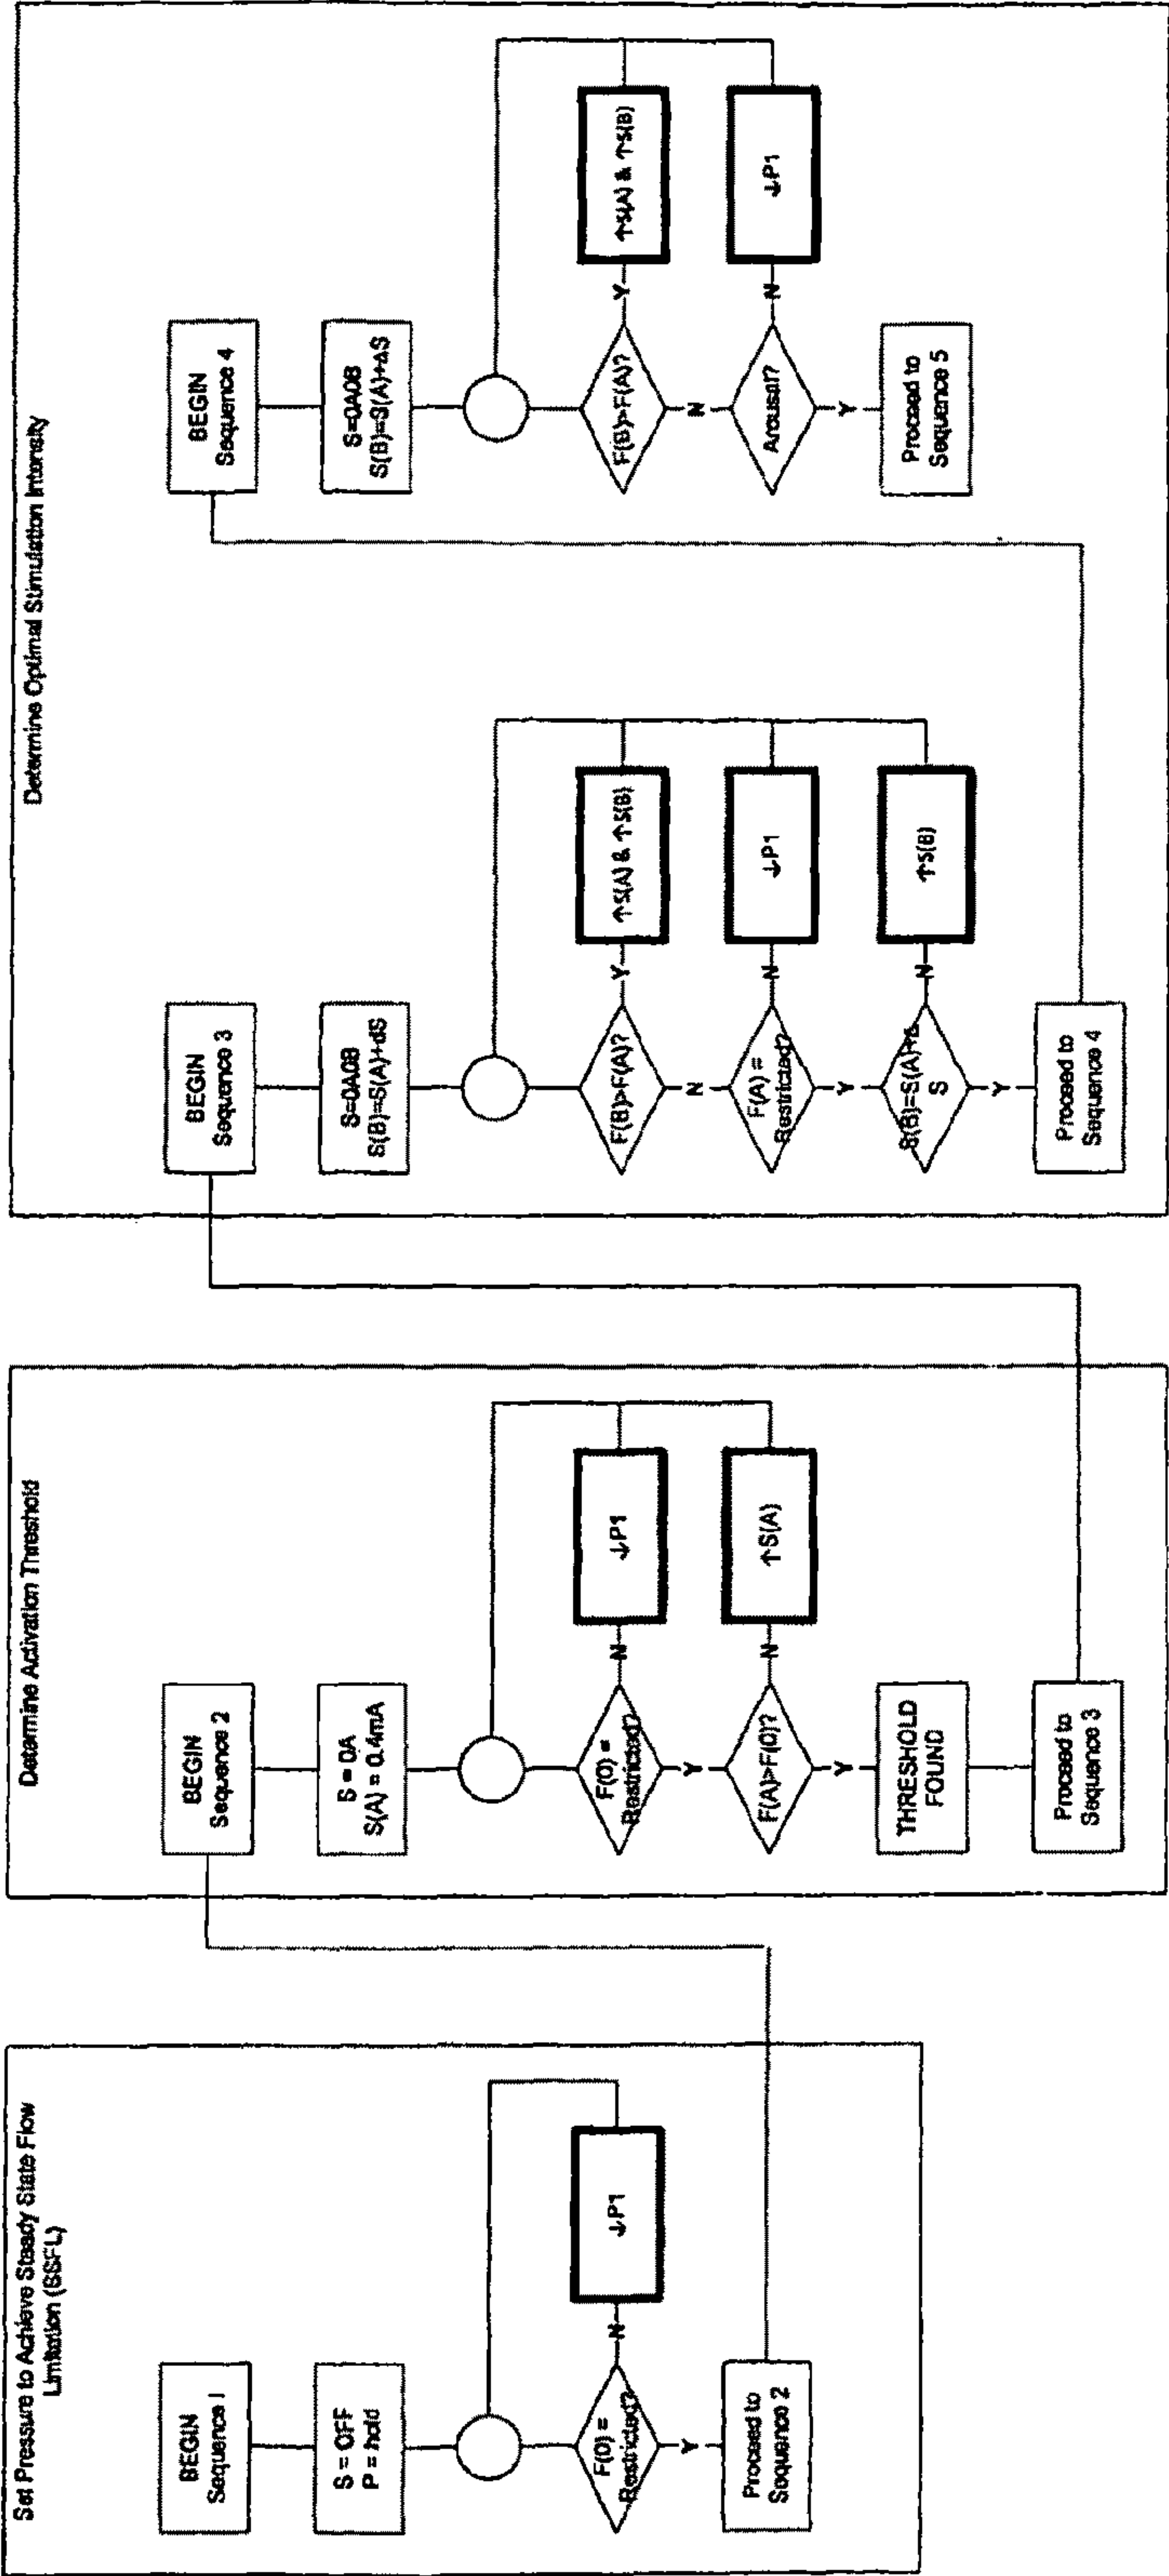 Set Pressure to Achieve Steady State Flow
Limitation (SSFL)
BEGIN
Sequence 1
S = OFF
P = hold
F(0) =
Restricted?
N
↓P1
Y
Proceed to
Sequence 2
Determine Activation Threshold
BEGIN
Sequence 2
S = 0A
S(A) = 0.4mA
F(0) =
Restricted?
N
↓P1
Y
F(A)>F(0)?
N
↑S(A)
Y
THRESHOLD
FOUND
Proceed to
Sequence 3
Determine Optimal Stimulation Intensity
BEGIN
Sequence 3
S=0A0B
S(B)=S(A)+dS
F(B)>F(A)?
Y
↑S(A) & ↑S(B)
N
F(A) =
Restricted?
N
↓P1
Y
S(B)=S(A)+Δ
S
N
↑S(B)
Y
Proceed to
Sequence 4
BEGIN
Sequence 4
S=0A0B
S(B)=S(A)+ΔS
F(B)>F(A)?
Y
↑S(A) & ↑S(B)
N
Arousal?
N
↓P1
Y
Proceed to
Sequence 5